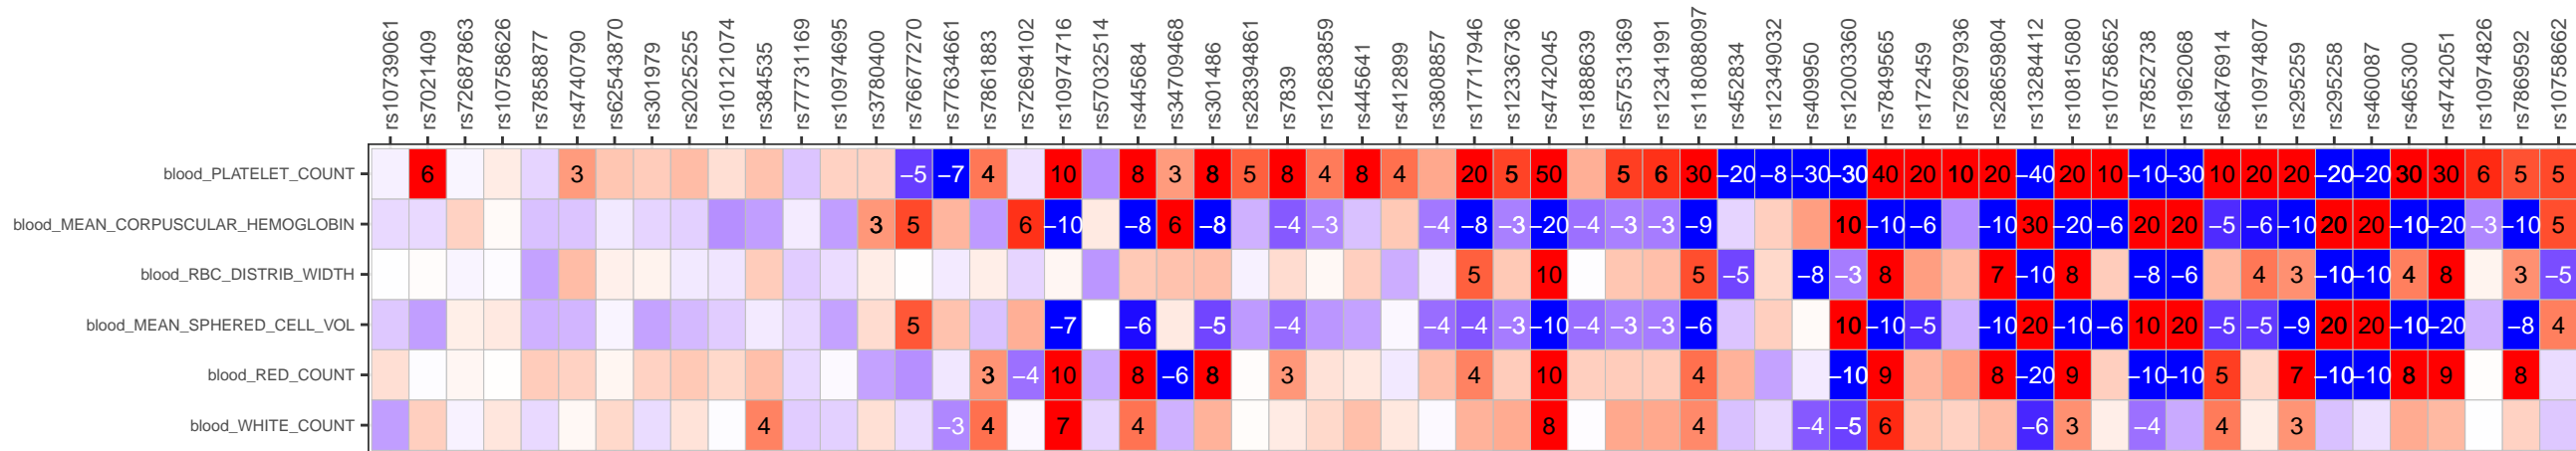 rs10739061 rs7021409 rs72687863 rs10758626 rs7858877 rs4740790 rs62543870 rs301979 rs2025255 rs10121074 rs384535 rs77731169 rs10974695 rs3780400 rs76677270 rs77634661 rs7861883 rs72694102 rs10974716 rs57032514 rs445684 rs34709468 rs301486 rs28394861 rs7839 rs12683859 rs445641 rs412899 rs3808857 rs17717946 rs12336736 rs4742045 rs1888639 rs57531369 rs12341991 rs118088097 rs452834 rs12349032 rs409950 rs12003360 rs7849565 rs172459 rs72697936 rs28659804 rs13284412 rs10815080 rs10758652 rs7852738 rs1962068 rs6476914 rs10974807 rs2952259 rs295258 rs460087 rs465300 rs4742051 rs10974826 rs78695592 rs10758662
blood_PLATELET_COUNT 6 3 −5 −7 4 10 8 3 8 5 8 4 8 4 20 5 50 5 6 30 −20 −8 −30 −30 40 20 10 20 −40 20 10 −10 −30 10 20 20 −20 −20 30 30 6 5 5
blood_MEAN_CORPUSCULAR_HEMOGLOBIN 3 5 6 −10 −8 6 −8 −4 −3 −4 −8 −3 −20 −4 −3 −3 −9 10 −10 −6 −10 30 −20 −6 20 20 −5 −6 −10 20 20 −10 −20 −3 −10 5
blood_RBC_DISTRIB_WIDTH 5 10 5 −5 −8 −3 8 7 −10 8 −8 −6 4 3 −10 −10 4 8 3 −5
blood_MEAN_SPHERED_CELL_VOL 5 −7 −6 −5 −4 −4 −4 −3 −10 −4 −3 −3 −6 10 −10 −5 −10 20 −10 −6 10 20 −5 −5 −9 20 20 −10 −20 −8 4
blood_RED_COUNT 3 −4 10 8 −6 8 3 4 10 4 −10 9 8 −20 9 −10 −10 5 7 −10 −10 8 9 8
blood_WHITE_COUNT 4 −3 4 7 4 8 4 −4 −5 6 −6 3 −4 4 3